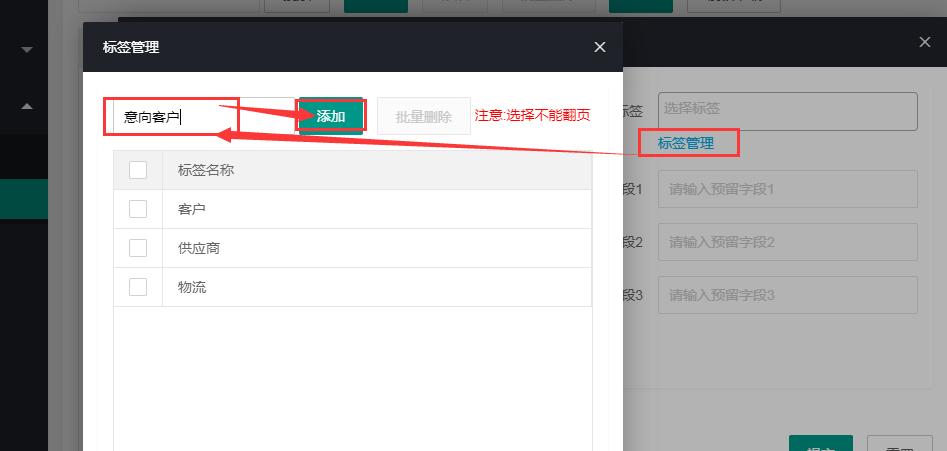 标签管理
意向客户
添加
批量删除
注意:选择不能翻页
标签
选择标签
标签管理
标签名称
客户
供应商
物流
段1
请输入预留字段1
段2
请输入预留字段2
段3
请输入预留字段3